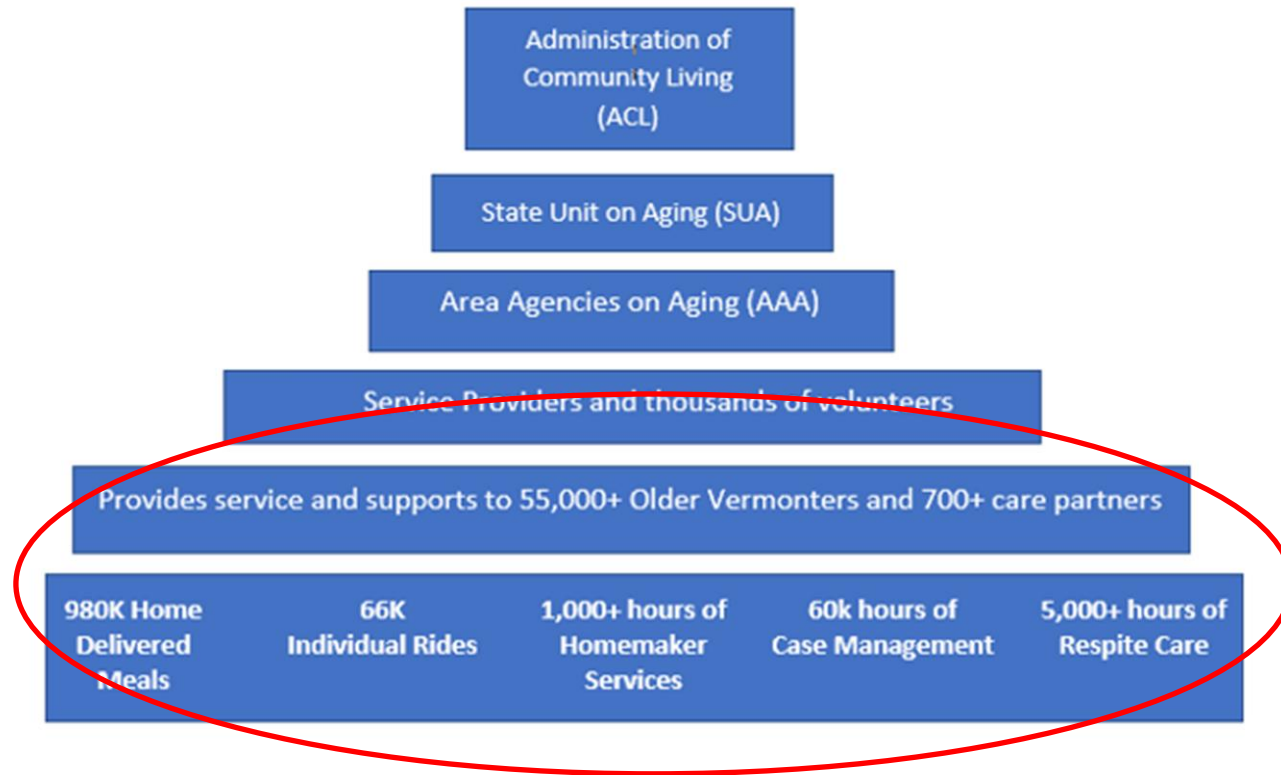 Administration of
Community Living
(ACL)
State Unit on Aging (SUA)
Area Agencies on Aging (AAA)
Service Providers and thousands of volunteers
Provides service and supports to 55,000+ Older Vermonters and 700+ care partners
980K Home
Delivered
Meals
66K
Individual Rides
1,000+ hours of
Homemaker
Services
60k hours of
Case Management
5,000+ hours of
Respite Care